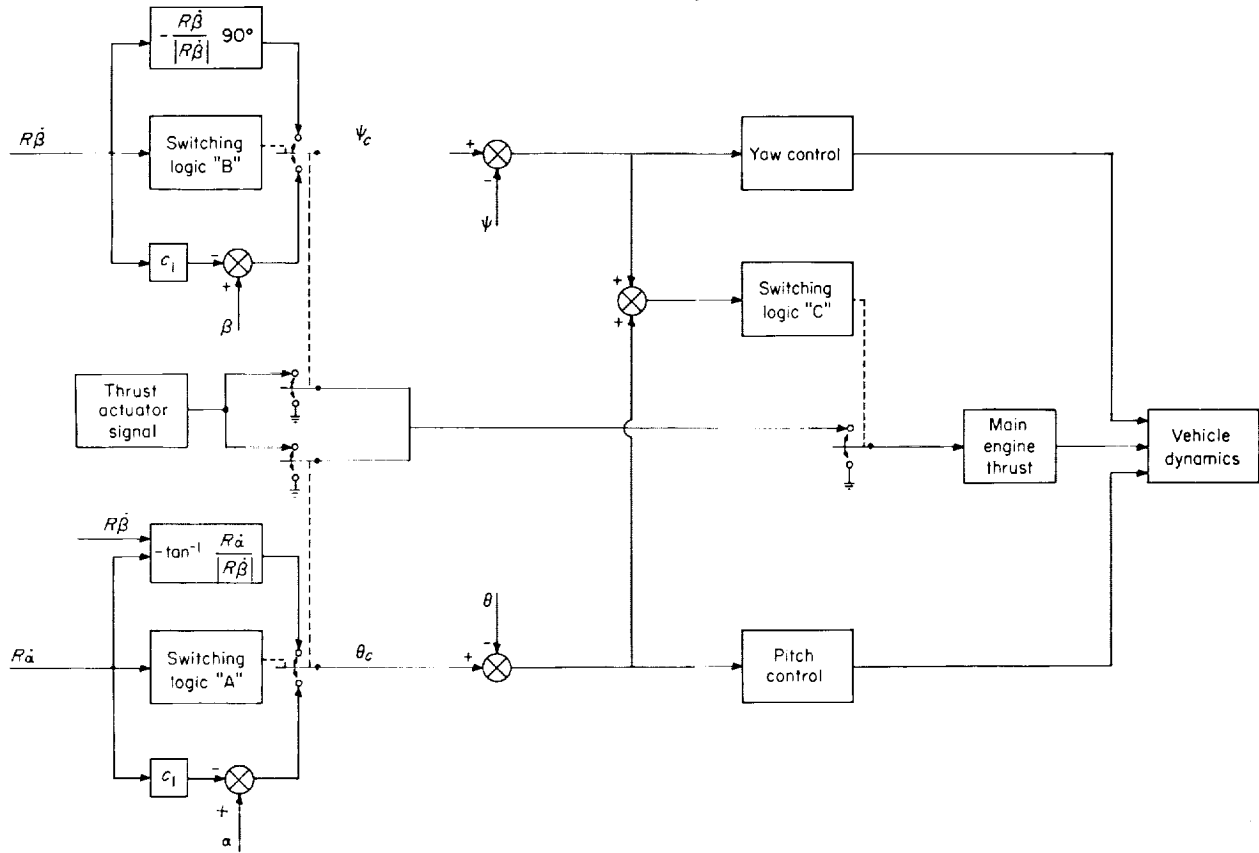 - Rβ̇ / |Rβ̇| 90°
Rβ̇
Switching
logic "B"
ψc
+
-
ψ
Yaw control
c1
-
+
β
+
+
Switching
logic "C"
Thrust
actuator
signal
Main
engine
thrust
Vehicle
dynamics
Rβ̇
-tan⁻¹ Rα̇ / |Rβ̇|
Rα̇
Switching
logic "A"
θc
θ
-
+
Pitch
control
c1
-
+
α